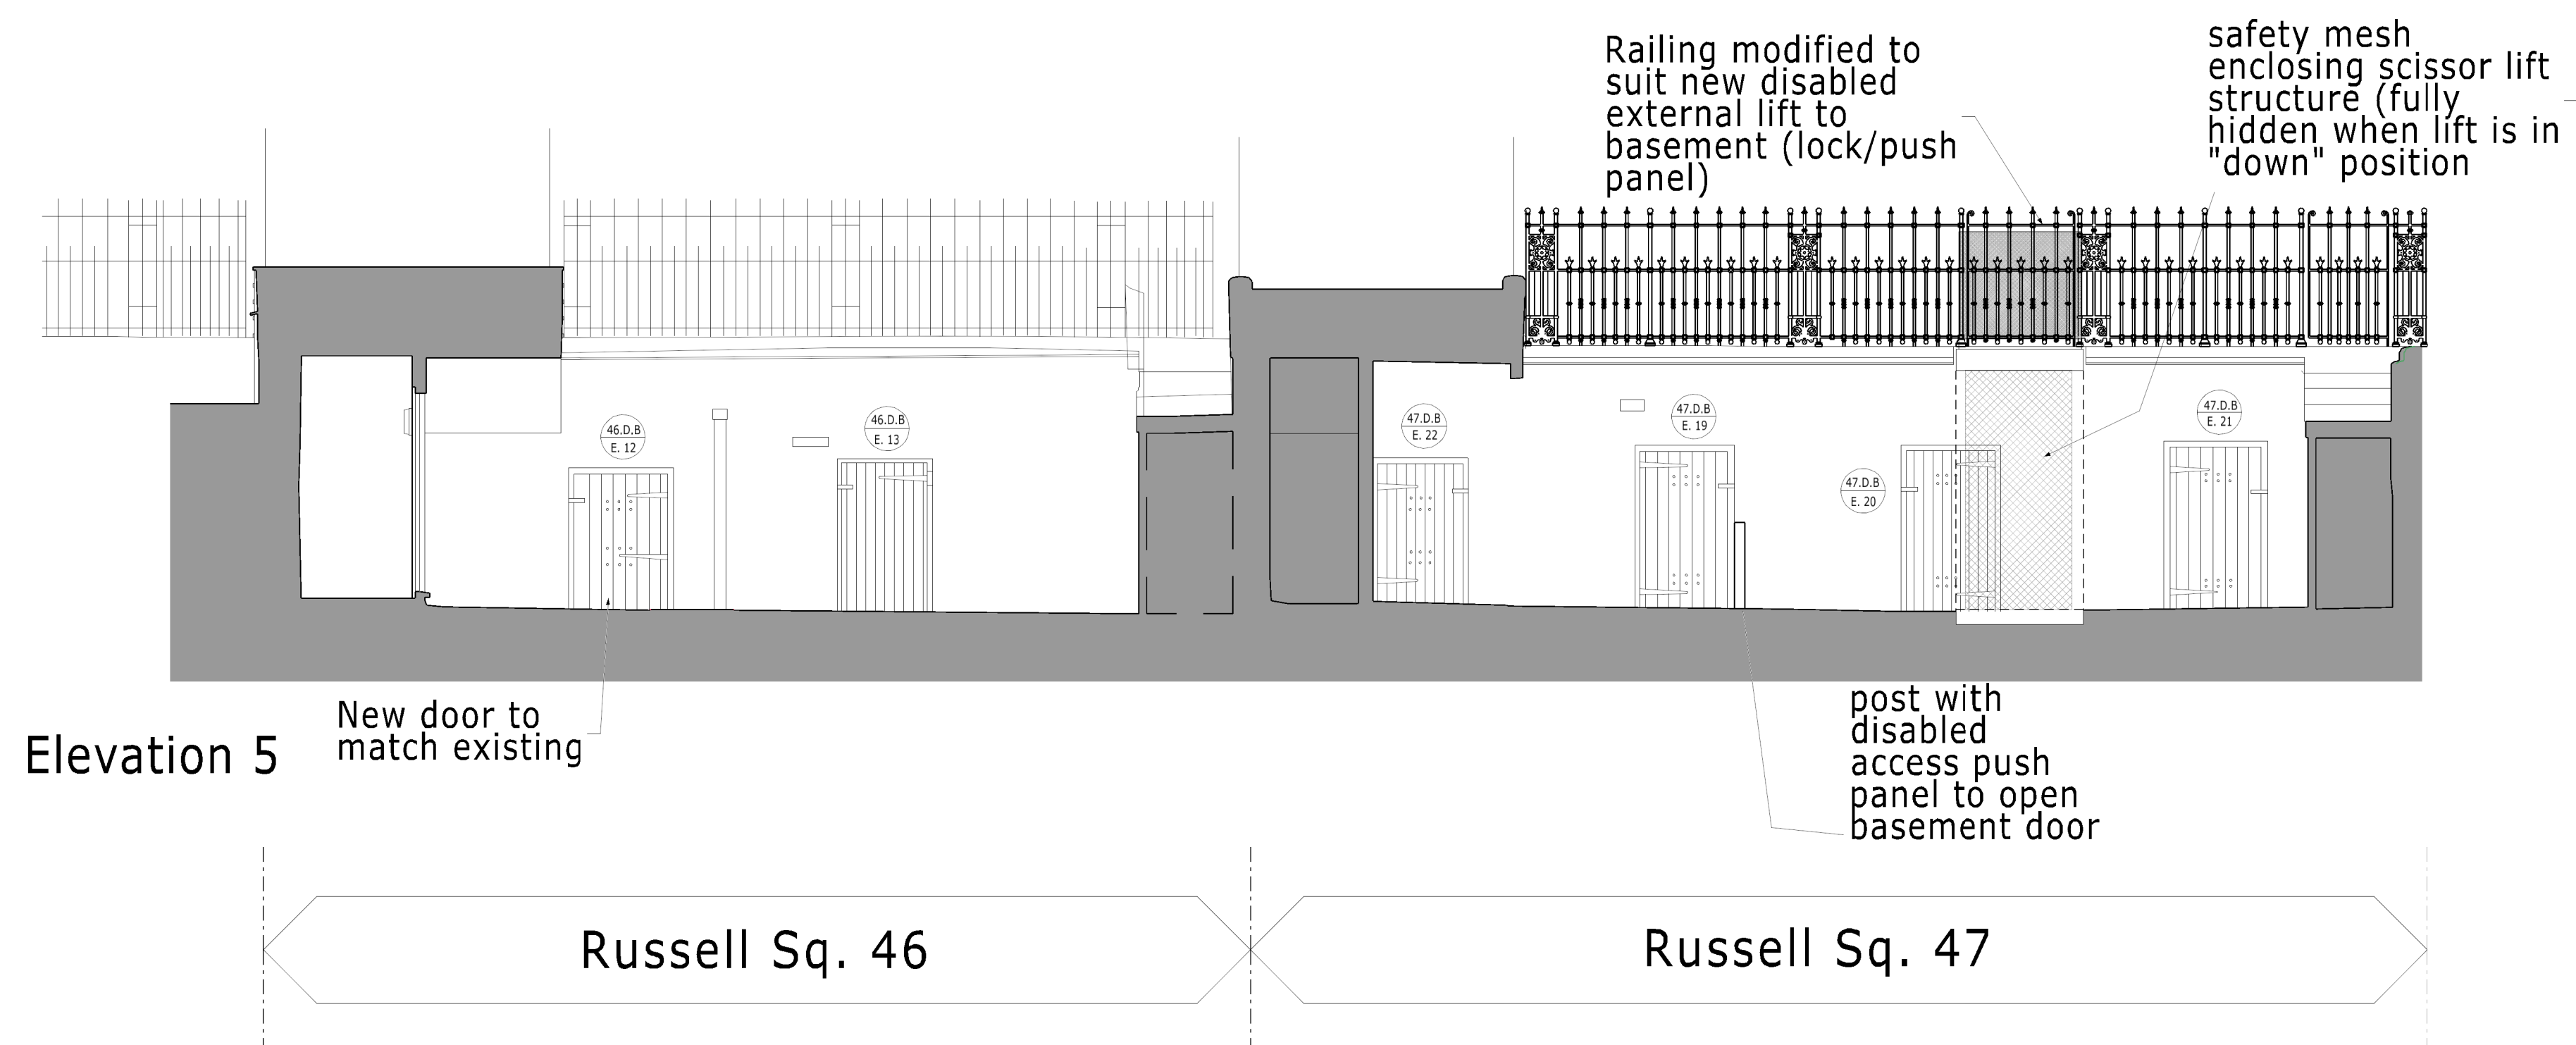 Railing modified to
suit new disabled
external lift to
basement (lock/push
panel)
safety mesh
enclosing scissor lift
structure (fully
hidden when lift is in
"down" position
46.D.B
E. 12
46.D.B
E. 13
47.D.B
E. 22
47.D.B
E. 19
47.D.B
E. 20
47.D.B
E. 21
Elevation 5
New door to
match existing
post with
disabled
access push
panel to open
basement door
Russell Sq. 46
Russell Sq. 47